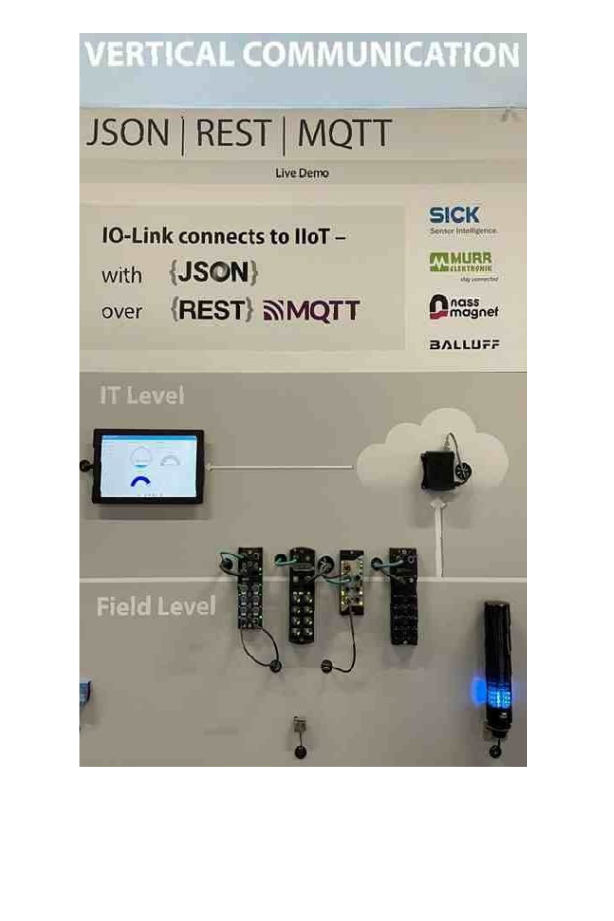 VERTICAL COMMUNICATION
JSON | REST | MQTT
Live Demo
IO-Link connects to IIoT –
with {JSON}
over {REST} MQTT
SICK
Sensor Intelligence.
MURR
ELEKTRONIK
stay connected
nass
magnet
BALLUFF
IT Level
Field Level